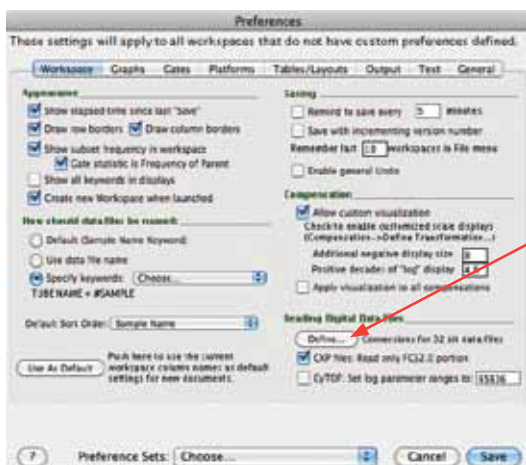 Preferences
These settings will apply to all workspaces that do not have custom preferences defined.
Workspace Graphs Gates Platforms Tables/Layouts Output Text General
Appearance
Show elapsed time since last "Save"
Draw row borders Draw column borders
Show subset frequency in workspace
Gate statistic is Frequency of Parent
Show all keywords in displays
Create new Workspace when launched
How should data files be named:
Default (Sample Name Keyword)
Use data file name
Specify keywords: Choose...
TUBENAME + #SAMPLE
Default Sort Order: Sample Name
Use As Default
Push here to use the current
workspace column names as default
settings for new documents.
Saving
Remind to save every 5 minutes
Save with incrementing version number
Remember last 10 workspaces in File menu
Enable general Undo
Compensation
Allow custom visualization
Check to enable customized scale displays
(Compensation->Define Transformation...)
Additional negative display size
Positive decades of "log" display
Apply visualization to all compensations
Reading Digital Data Files
Define... Conversions for 32 bit data files
CXP files: Read only FCS2.0 portion
CyTOF: Set log parameter ranges to: 65636
? Preference Sets: Choose... Cancel Save